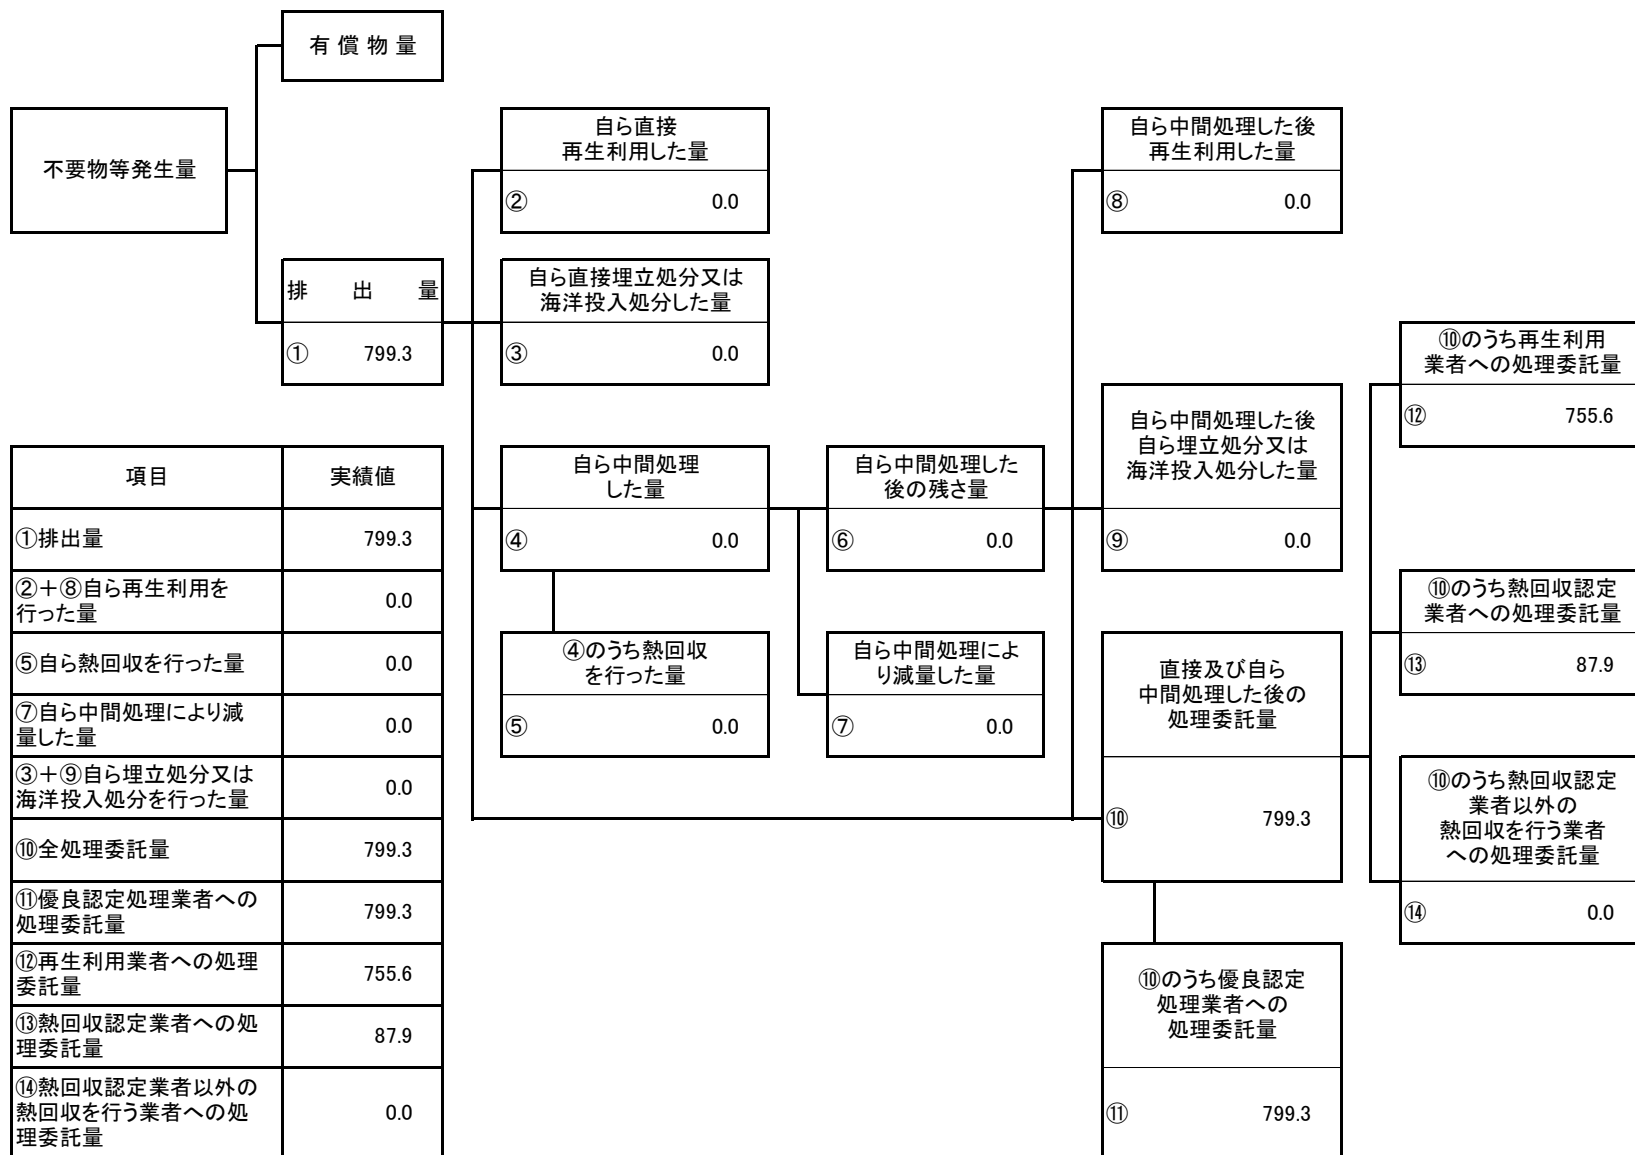 有 償 物 量
不要物等発生量
排 出 量
① 799.3
自ら直接
再生利用した量
② 0.0
自ら直接埋立処分又は
海洋投入処分した量
③ 0.0
自ら中間処理
した量
④ 0.0
④のうち熱回収
を行った量
⑤ 0.0
自ら中間処理した
後の残さ量
⑥ 0.0
自ら中間処理によ
り減量した量
⑦ 0.0
自ら中間処理した後
再生利用した量
⑧ 0.0
自ら中間処理した後
自ら埋立処分又は
海洋投入処分した量
⑨ 0.0
直接及び自ら
中間処理した後の
処理委託量
⑩ 799.3
⑩のうち優良認定
処理業者への
処理委託量
⑪ 799.3
⑩のうち再生利用
業者への処理委託量
⑫ 755.6
⑩のうち熱回収認定
業者への処理委託量
⑬ 87.9
⑩のうち熱回収認定
業者以外の
熱回収を行う業者
への処理委託量
⑭ 0.0
項目 実績値
①排出量 799.3
②＋⑧自ら再生利用を
行った量 0.0
⑤自ら熱回収を行った量 0.0
⑦自ら中間処理により減
量した量 0.0
③＋⑨自ら埋立処分又は
海洋投入処分を行った量 0.0
⑩全処理委託量 799.3
⑪優良認定処理業者への
処理委託量 799.3
⑫再生利用業者への処理
委託量 755.6
⑬熱回収認定業者への処
理委託量 87.9
⑭熱回収認定業者以外の
熱回収を行う業者への処
理委託量 0.0